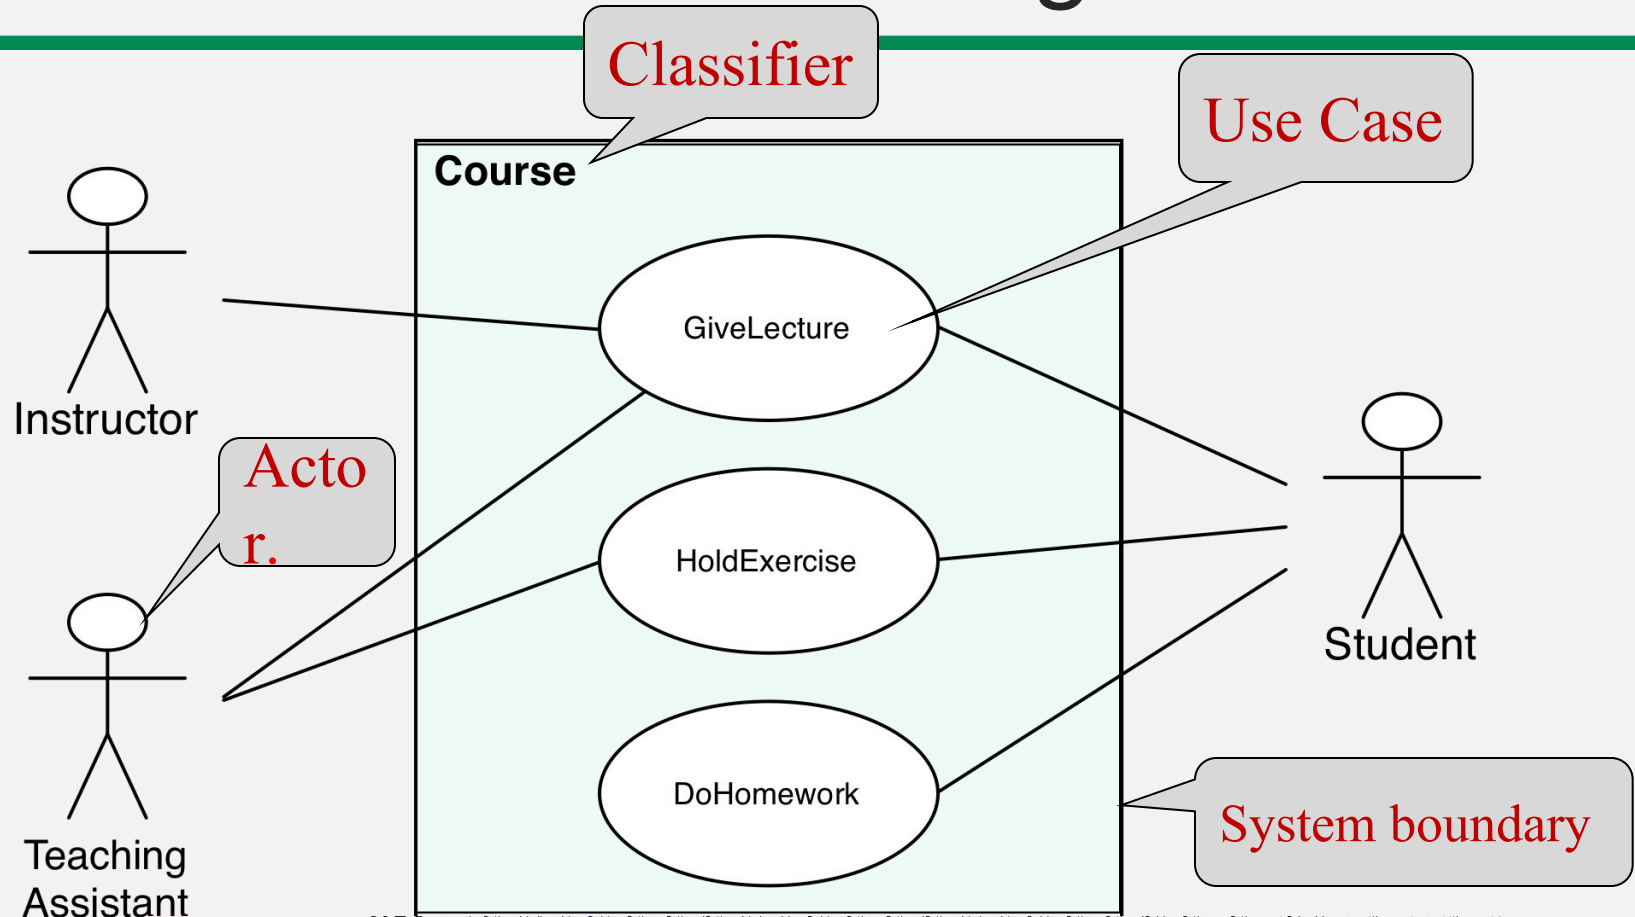 Classifier
Use Case
Course
GiveLecture
Instructor
Acto
r.
HoldExercise
Student
DoHomework
System boundary
Teaching
Assistant